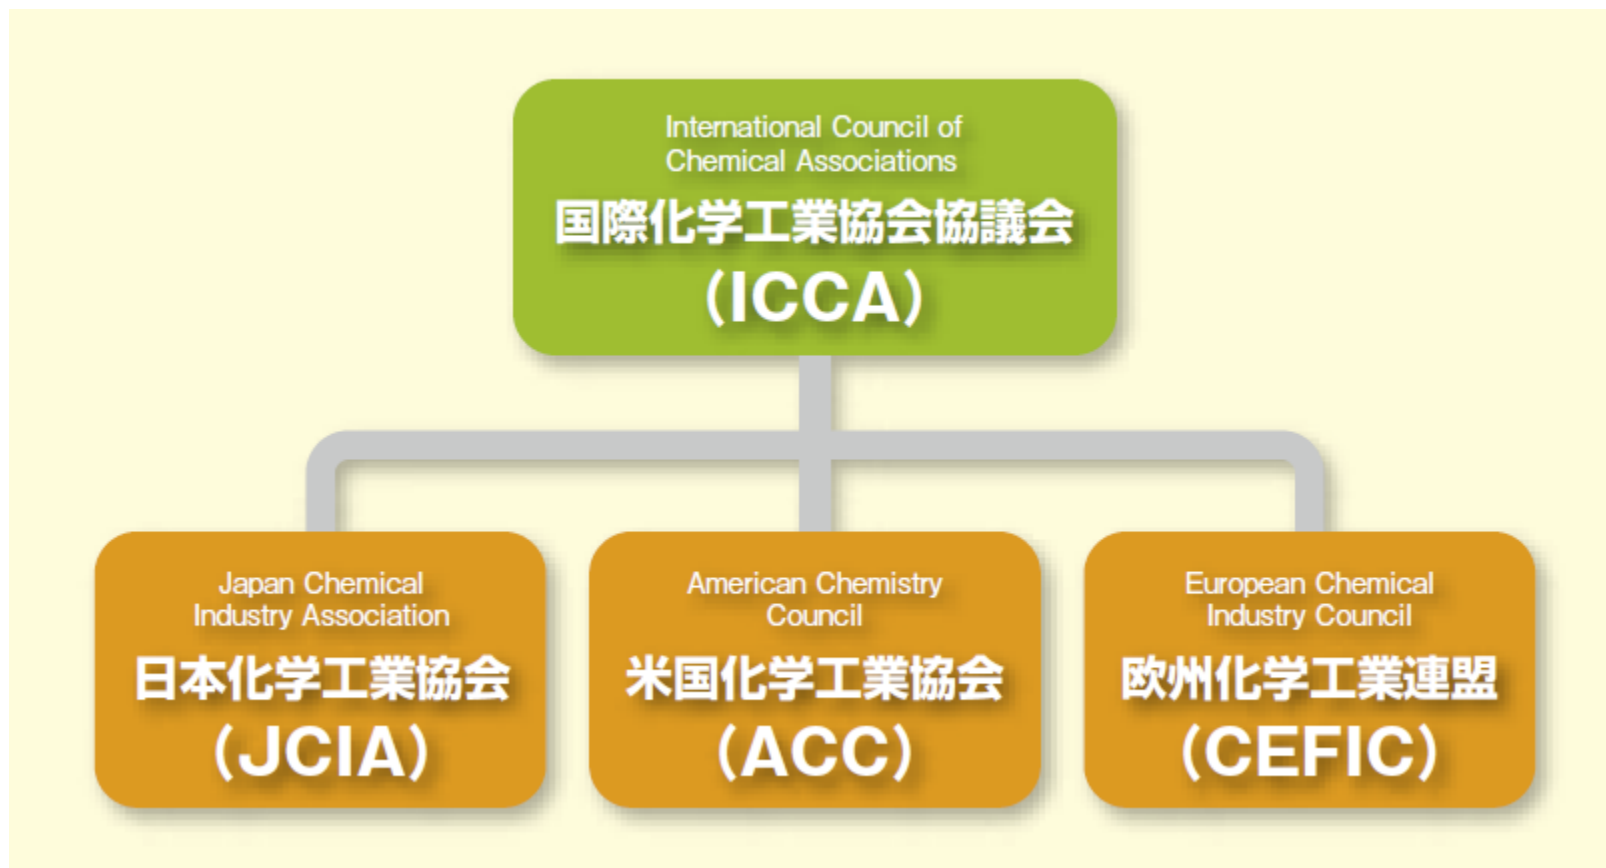 International Council of
Chemical Associations
国際化学工業協会協議会
（ICCA）
Japan Chemical
Industry Association
日本化学工業協会
（JCIA）
American Chemistry
Council
米国化学工業協会
（ACC）
European Chemical
Industry Council
欧州化学工業連盟
（CEFIC）